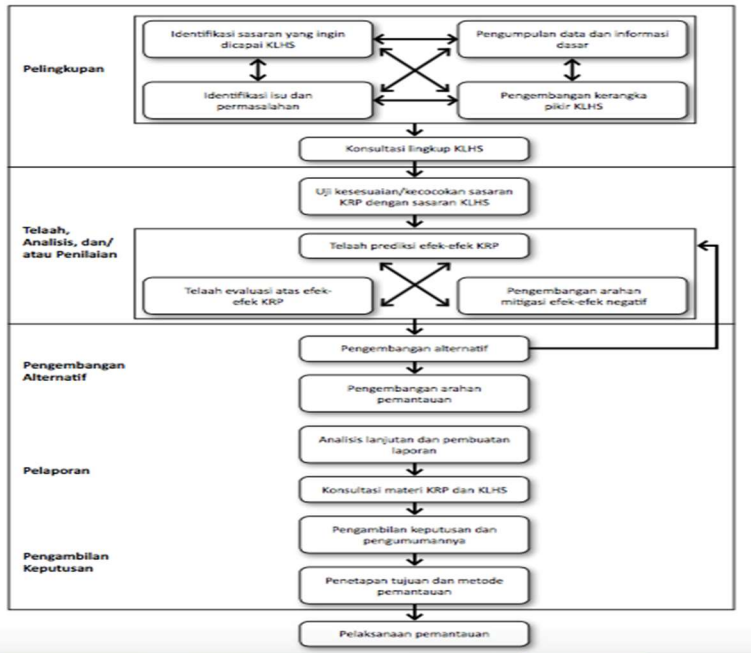 Identifikasi sasaran yang ingin
dicapai KLHS
Pengumpulan data dan informasi
dasar
Pelingkupan
Identifikasi isu dan
permasalahan
Pengembangan kerangka
pikir KLHS
Konsultasi lingkup KLHS
Uji kesesuaian/kecocokan sasaran
KRP dengan sasaran KLHS
Telaah,
Analisis, dan/
atau Penilaian
Telaah prediksi efek-efek KRP
Telaah evaluasi atas efek-
efek KRP
Pengembangan arahan
mitigasi efek-efek negatif
Pengembangan alternatif
Pengembangan
Alternatif
Pengembangan arahan
pemantauan
Analisis lanjutan dan pembuatan
laporan
Pelaporan
Konsultasi materi KRP dan KLHS
Pengambilan keputusan dan
pengumumannya
Pengambilan
Keputusan
Penetapan tujuan dan metode
pemantauan
Pelaksanaan pemantauan